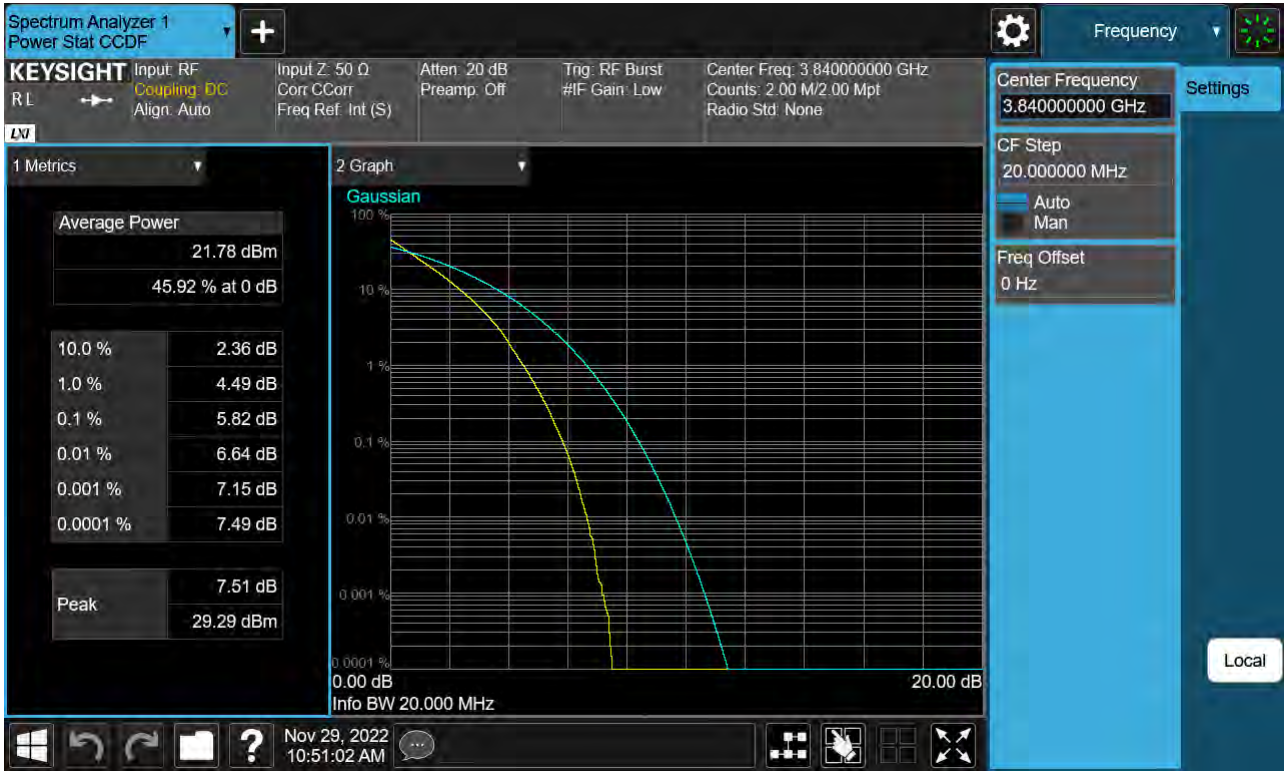 Spectrum Analyzer 1
Power Stat CCDF
Frequency
KEYSIGHT
RL
LXI
Input: RF
Coupling: DC
Align: Auto
Input Z: 50 Ω
Corr CCorr
Freq Ref: Int (S)
Atten: 20 dB
Preamp: Off
Trig: RF Burst
#IF Gain: Low
Center Freq: 3.840000000 GHz
Counts: 2.00 M/2.00 Mpt
Radio Std: None
Center Frequency
3.840000000 GHz
Settings
CF Step
20.000000 MHz
Auto
Man
Freq Offset
0 Hz
Local
1 Metrics
Average Power
21.78 dBm
45.92 % at 0 dB
10.0 % 2.36 dB
1.0 % 4.49 dB
0.1 % 5.82 dB
0.01 % 6.64 dB
0.001 % 7.15 dB
0.0001 % 7.49 dB
Peak
7.51 dB
29.29 dBm
2 Graph
Gaussian
100 %
10 %
1 %
0.1 %
0.01 %
0.001 %
0.0001 %
0.00 dB 20.00 dB
Info BW 20.000 MHz
?
Nov 29, 2022
10:51:02 AM